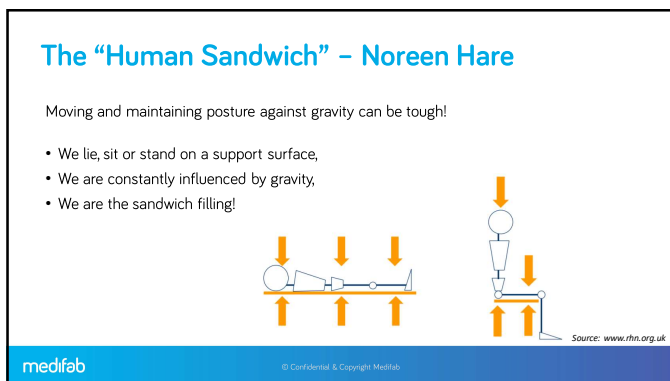 The “Human Sandwich” – Noreen Hare
Moving and maintaining posture against gravity can be tough!
• We lie, sit or stand on a support surface,
• We are constantly influenced by gravity,
• We are the sandwich filling!
Source: www.rhn.org.uk
medifab
© Confidential & Copyright Medifab